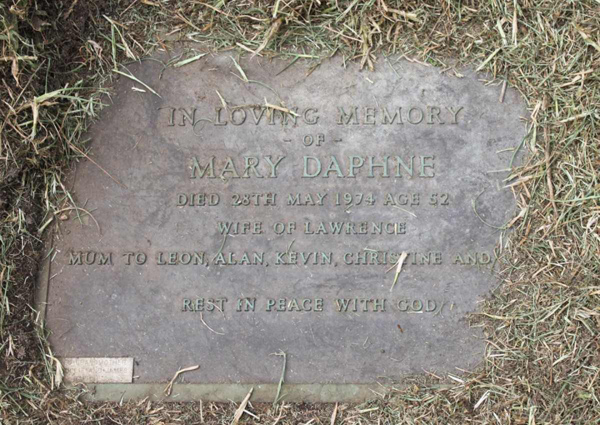 IN LOVING MEMORY
- OF -
MARY DAPHNE
DIED 28TH MAY 1974 AGE 52
WIFE OF LAWRENCE
MUM TO LEON, ALAN, KEVIN, CHRISTINE AND
REST IN PEACE WITH GOD